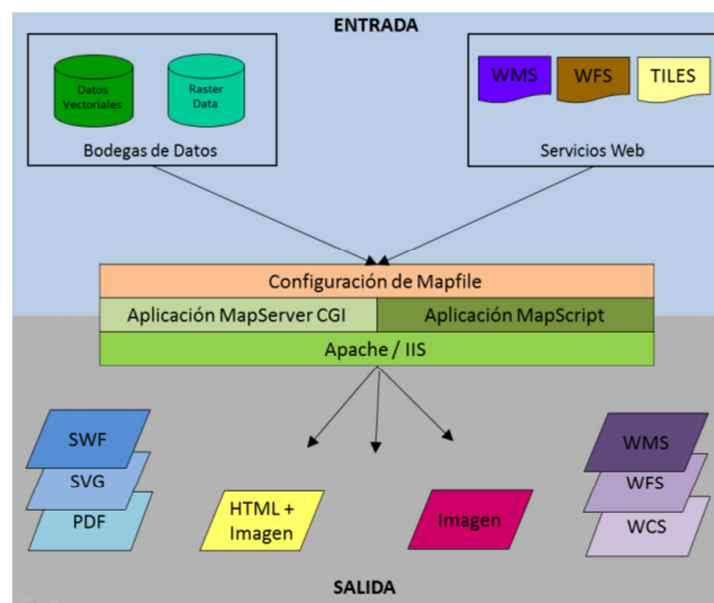 ENTRADA
Datos
Vectoriales
Raster
Data
Bodegas de Datos
WMS
WFS
TILES
Servicios Web
Configuración de Mapfile
Aplicación MapServer CGI
Aplicación MapScript
Apache / IIS
SWF
SVG
PDF
HTML +
Imagen
Imagen
WMS
WFS
WCS
SALIDA